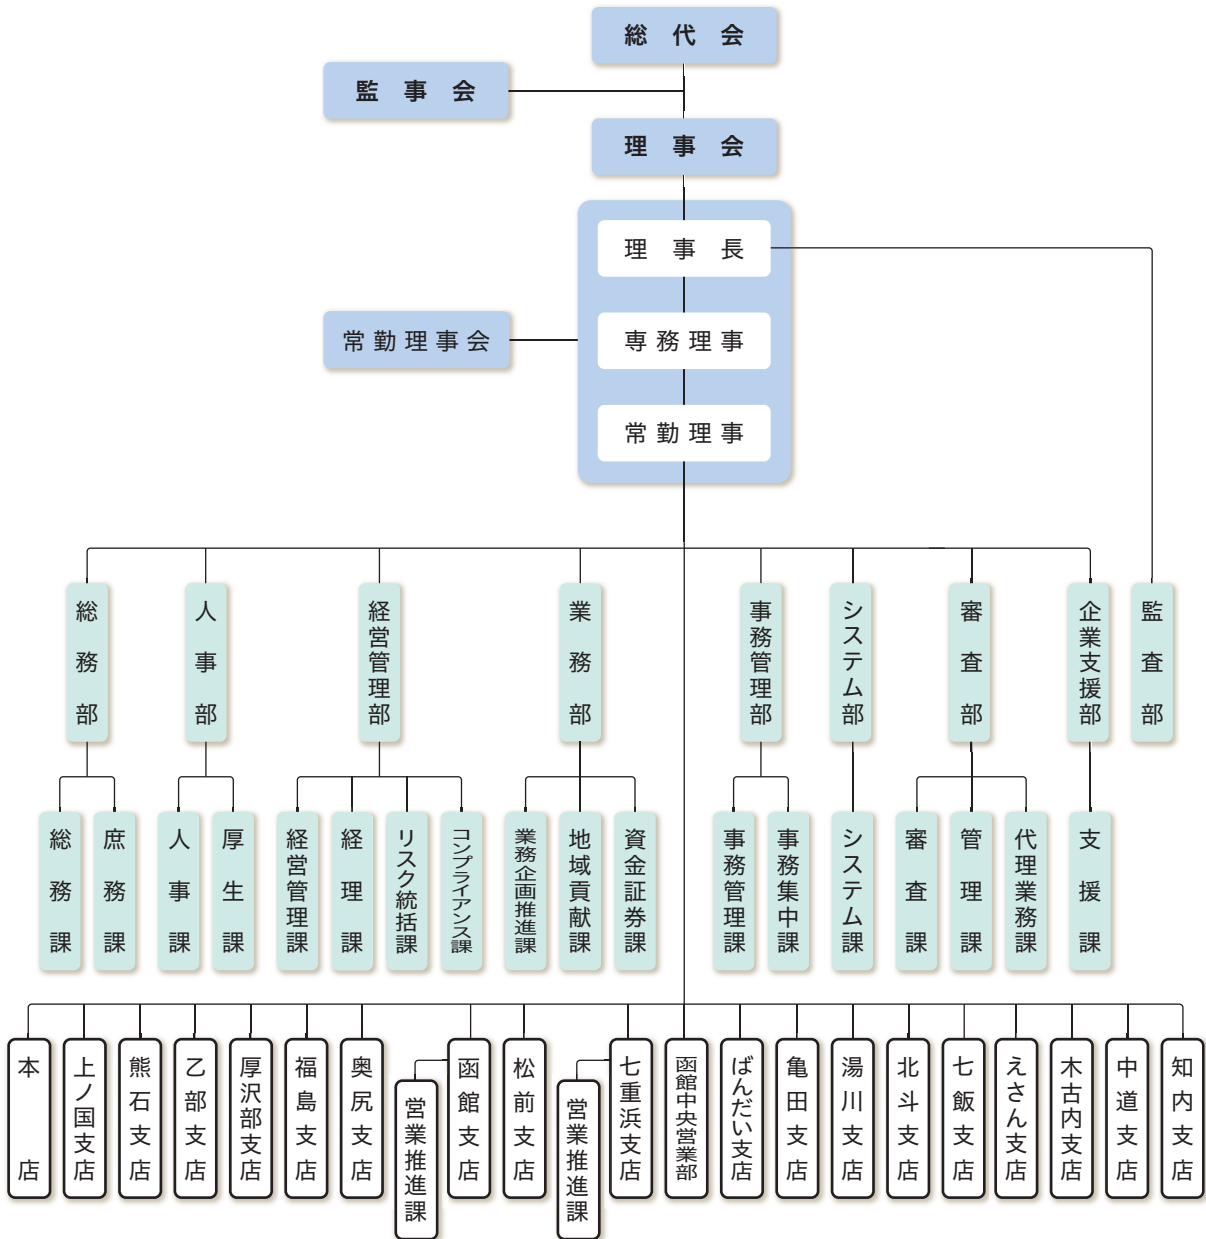 総代会
監事会
理事会
理事長
常勤理事会
専務理事
常勤理事
総務部
人事部
経営管理部
業務部
事務管理部
システム部
審査部
企業支援部
監査部
総務課
庶務課
人事課
厚生課
経営管理課
経理課
リスク統括課
コンプライアンス課
業務企画推進課
地域貢献課
資金証券課
事務管理課
事務集中課
システム課
審査課
管理課
代理業務課
支援課
本店
上ノ国支店
熊石支店
乙部支店
厚沢部支店
福島支店
奥尻支店
営業推進課
函館支店
松前支店
営業推進課
七重浜支店
函館中央営業部
ばんだい支店
亀田支店
湯川支店
北斗支店
七飯支店
えさん支店
木古内支店
中道支店
知内支店